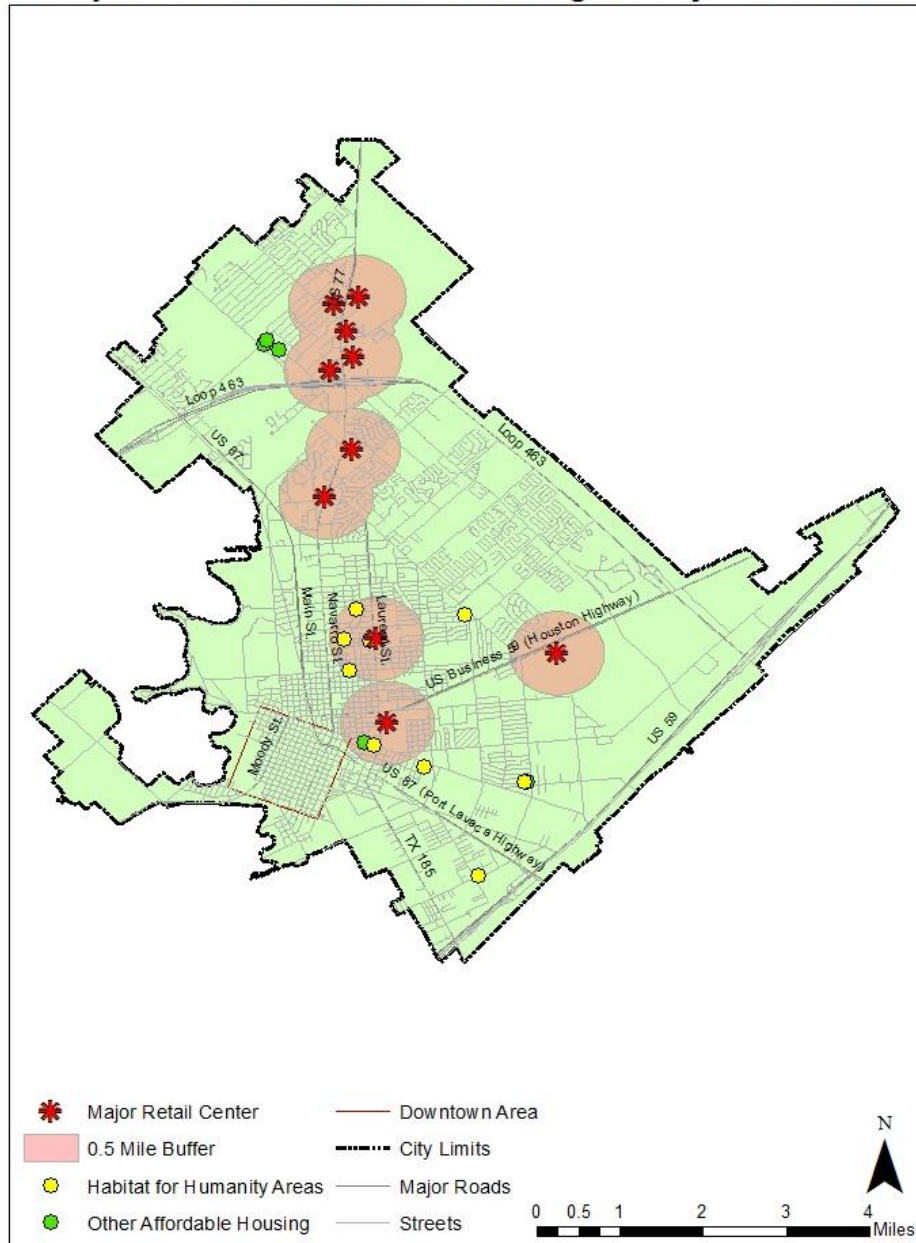 S 77
Loop 463
US 87
Loop 463
Main St.
Navarro St.
Laurent St.
US Business 59 (Houston Highway)
US 59
Moody St.
US 87 (Port Lavaca Highway)
TX 185
Major Retail Center
Downtown Area
0.5 Mile Buffer
City Limits
Habitat for Humanity Areas
Major Roads
Other Affordable Housing
Streets
N
0 0.5 1 2 3 4
Miles